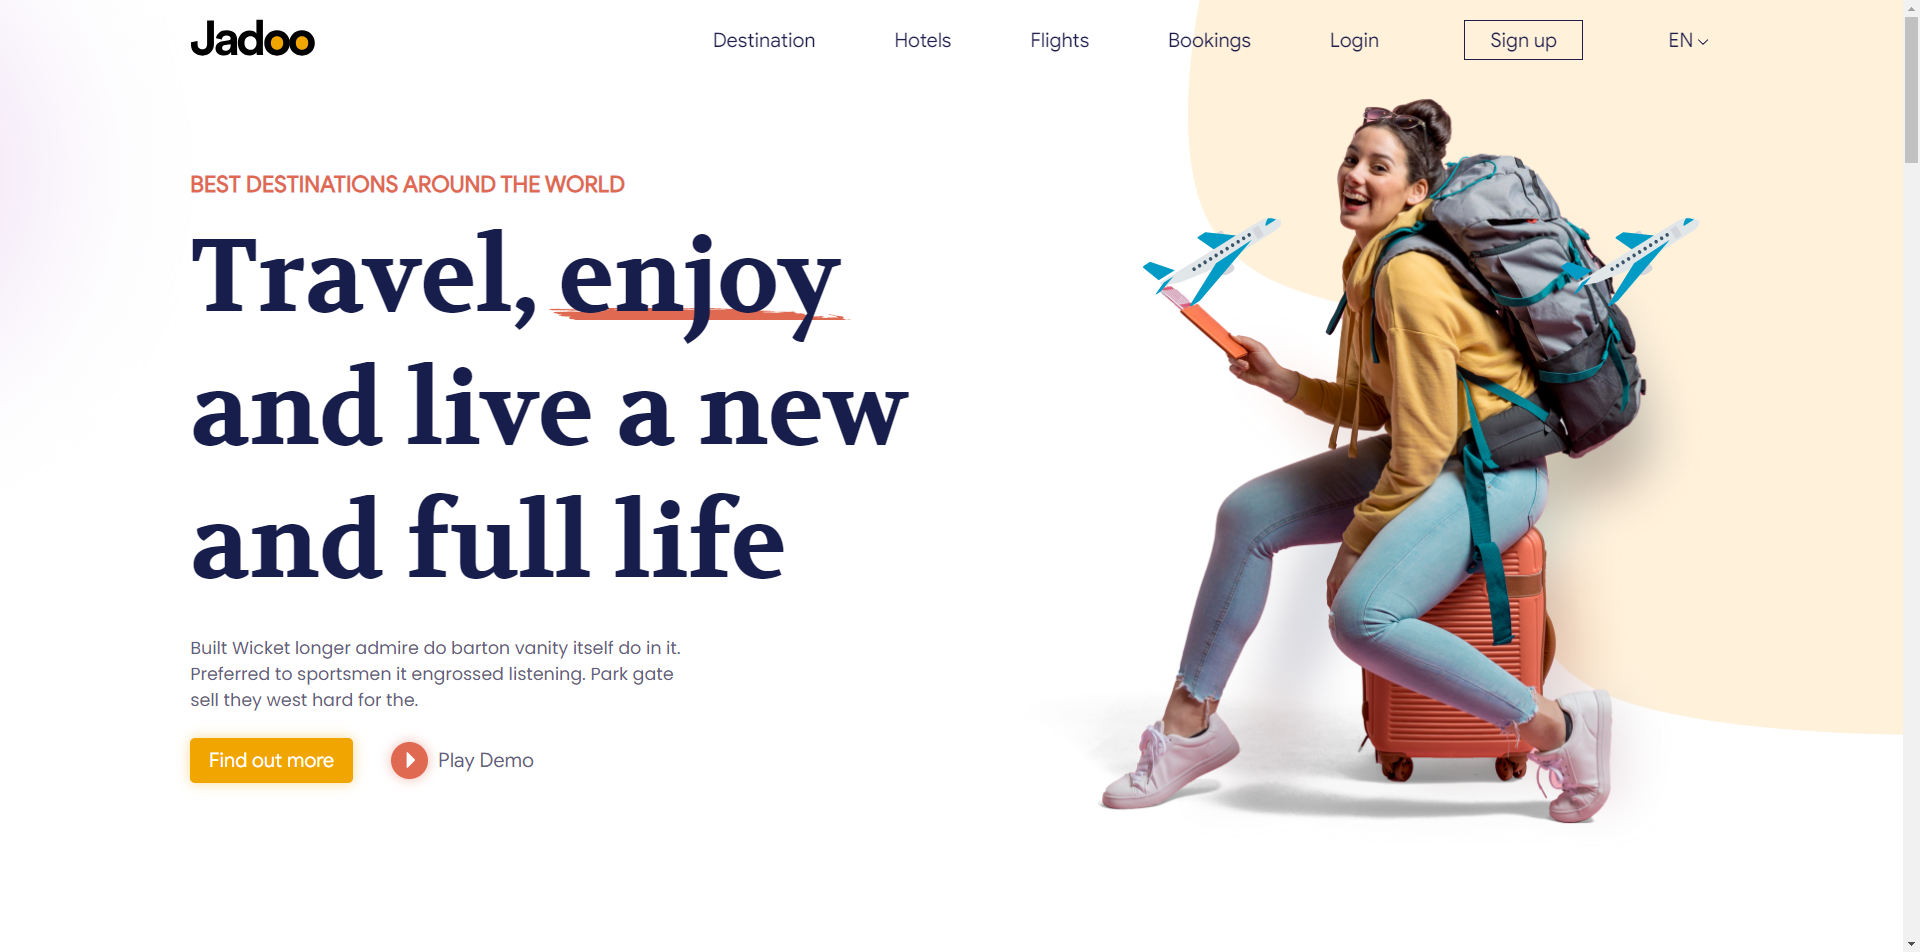 Jadoo
Destination
Hotels
Flights
Bookings
Login
Sign up
EN
BEST DESTINATIONS AROUND THE WORLD
Travel, enjoy
and live a new
and full life
Built Wicket longer admire do barton vanity itself do in it.
Preferred to sportsmen it engrossed listening. Park gate
sell they west hard for the.
Find out more
Play Demo